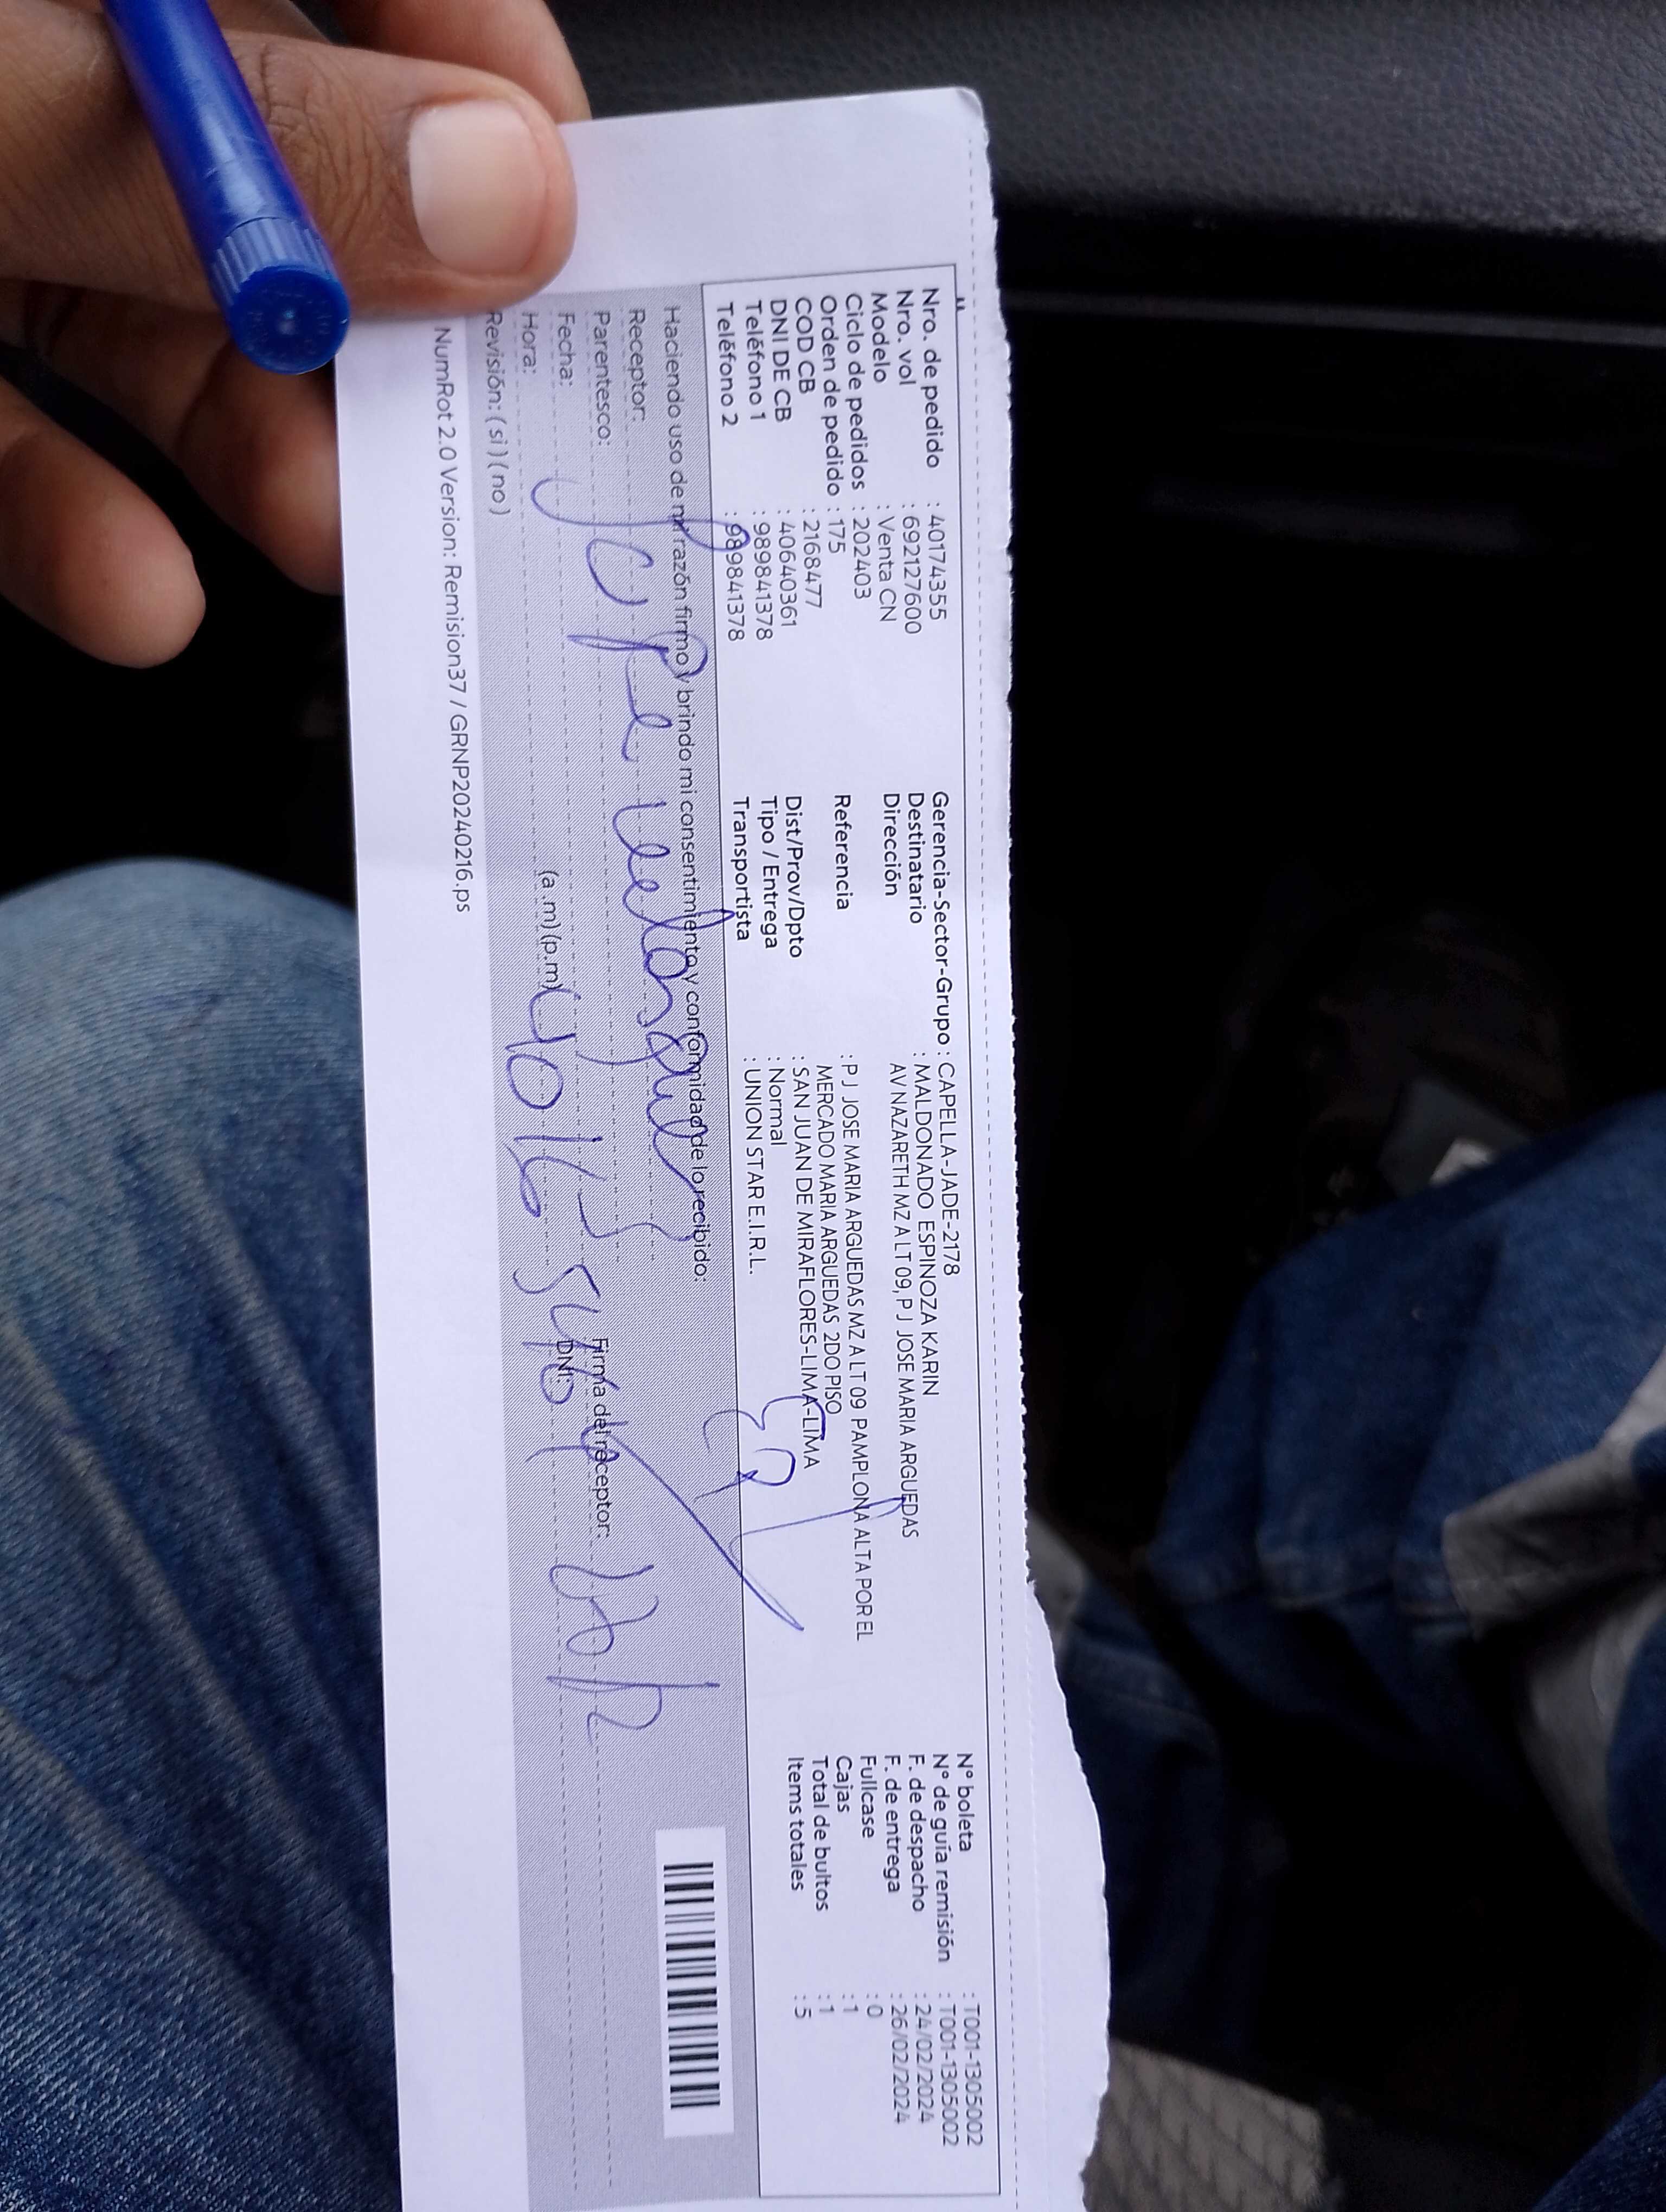 Nro. de pedido : 40174355
Nro. vol : 692127600
Modelo : Venta CN
Ciclo de pedidos : 202403
Orden de pedido : 175
COD CB : 2168477
DNI DE CB : 40640361
Teléfono 1 : 989841378
Teléfono 2 : 989841378
Gerencia-Sector-Grupo : CAPELLA-JADE-2178
Destinatario : MALDONADO ESPINOZA KARIN
Dirección AV NAZARETH MZ A LT 09, P J JOSE MARIA ARGUEDAS
Referencia : P J JOSE MARIA ARGUEDAS MZ A LT 09 PAMPLONA ALTA POR EL
MERCADO MARIA ARGUEDAS 2DO PISO
Dist/Prov/Dpto : SAN JUAN DE MIRAFLORES-LIMA-LIMA
Tipo / Entrega : Normal
Transportista : UNION STAR E.I.R.L.
N° boleta : T001-1305002
N° de guía remisión : T001-1305002
F. de despacho : 24/02/2024
F. de entrega : 26/02/2024
Fullcase : 0
Cajas : 1
Total de bultos : 1
Items totales : 5
Haciendo uso de mi razón firmo y brindo mi consentimiento y conformidad de lo recibido:
Receptor:
Parentesco:
Fecha:
Hora: (a.m) (p.m)
Revisión: ( si ) ( no )
Firma del receptor:
DNI:
NumRot 2.0 Version: Remision37 / GRNP20240216.ps